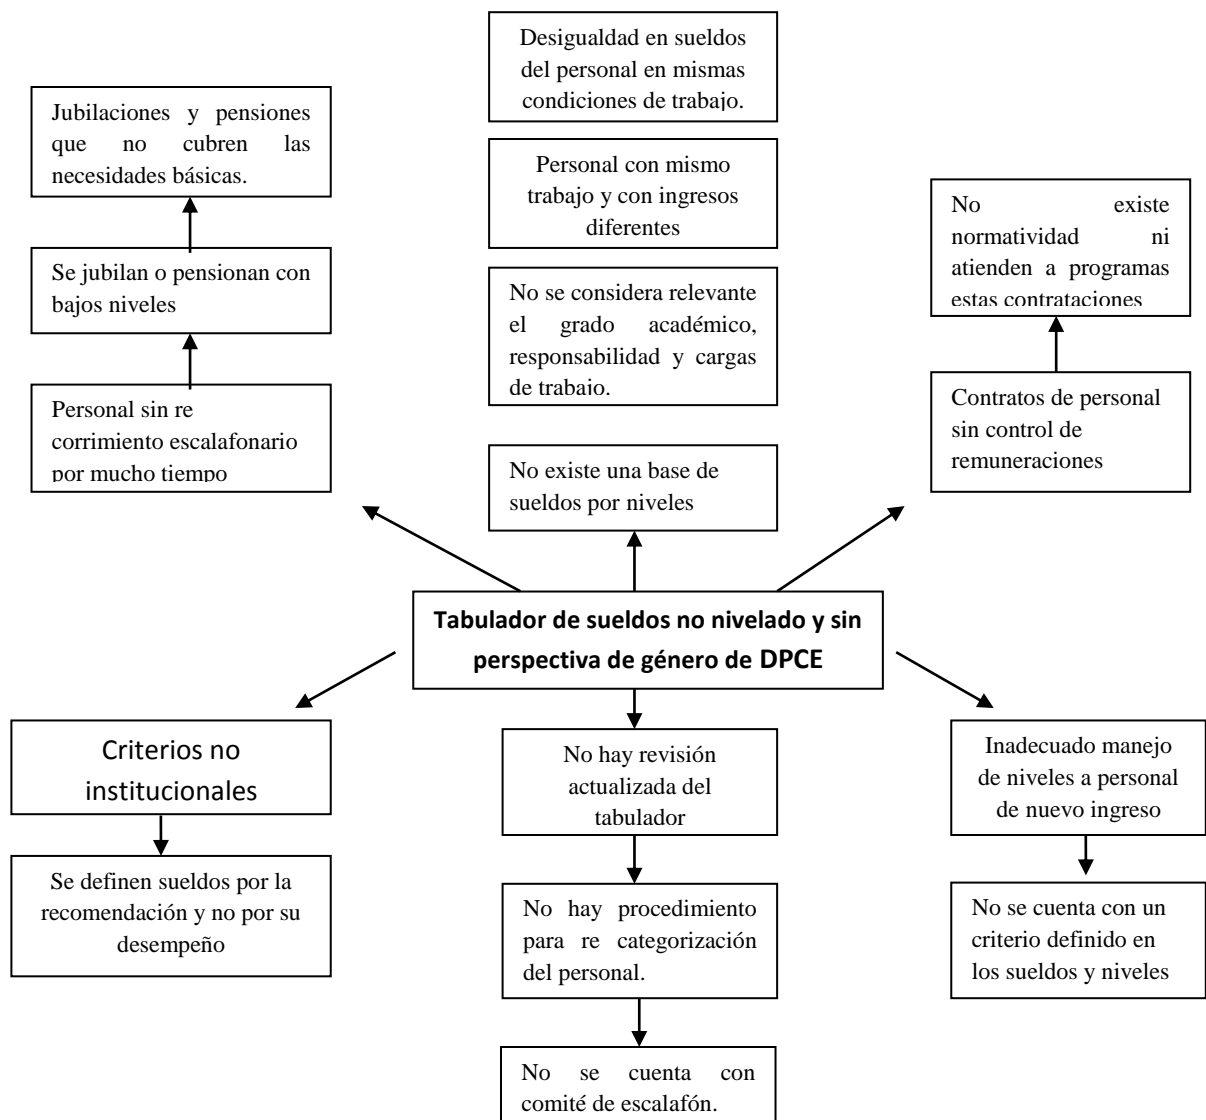 Desigualdad en sueldos
del personal en mismas
condiciones de trabajo.
Jubilaciones y pensiones
que no cubren las
necesidades básicas.
Personal con mismo
trabajo y con ingresos
diferentes
No existe
normatividad ni
atienden a programas
estas contrataciones
Se jubilan o pensionan con
bajos niveles
No se considera relevante
el grado académico,
responsabilidad y cargas
de trabajo.
Personal sin re
corrimiento escalafonario
por mucho tiempo
Contratos de personal
sin control de
remuneraciones
No existe una base de
sueldos por niveles
Tabulador de sueldos no nivelado y sin
perspectiva de género de DPCE
Criterios no
institucionales
No hay revisión
actualizada del
tabulador
Inadecuado manejo
de niveles a personal
de nuevo ingreso
Se definen sueldos por la
recomendación y no por su
desempeño
No hay procedimiento
para re categorización
del personal.
No se cuenta con un
criterio definido en
los sueldos y niveles
No se cuenta con
comité de escalafón.